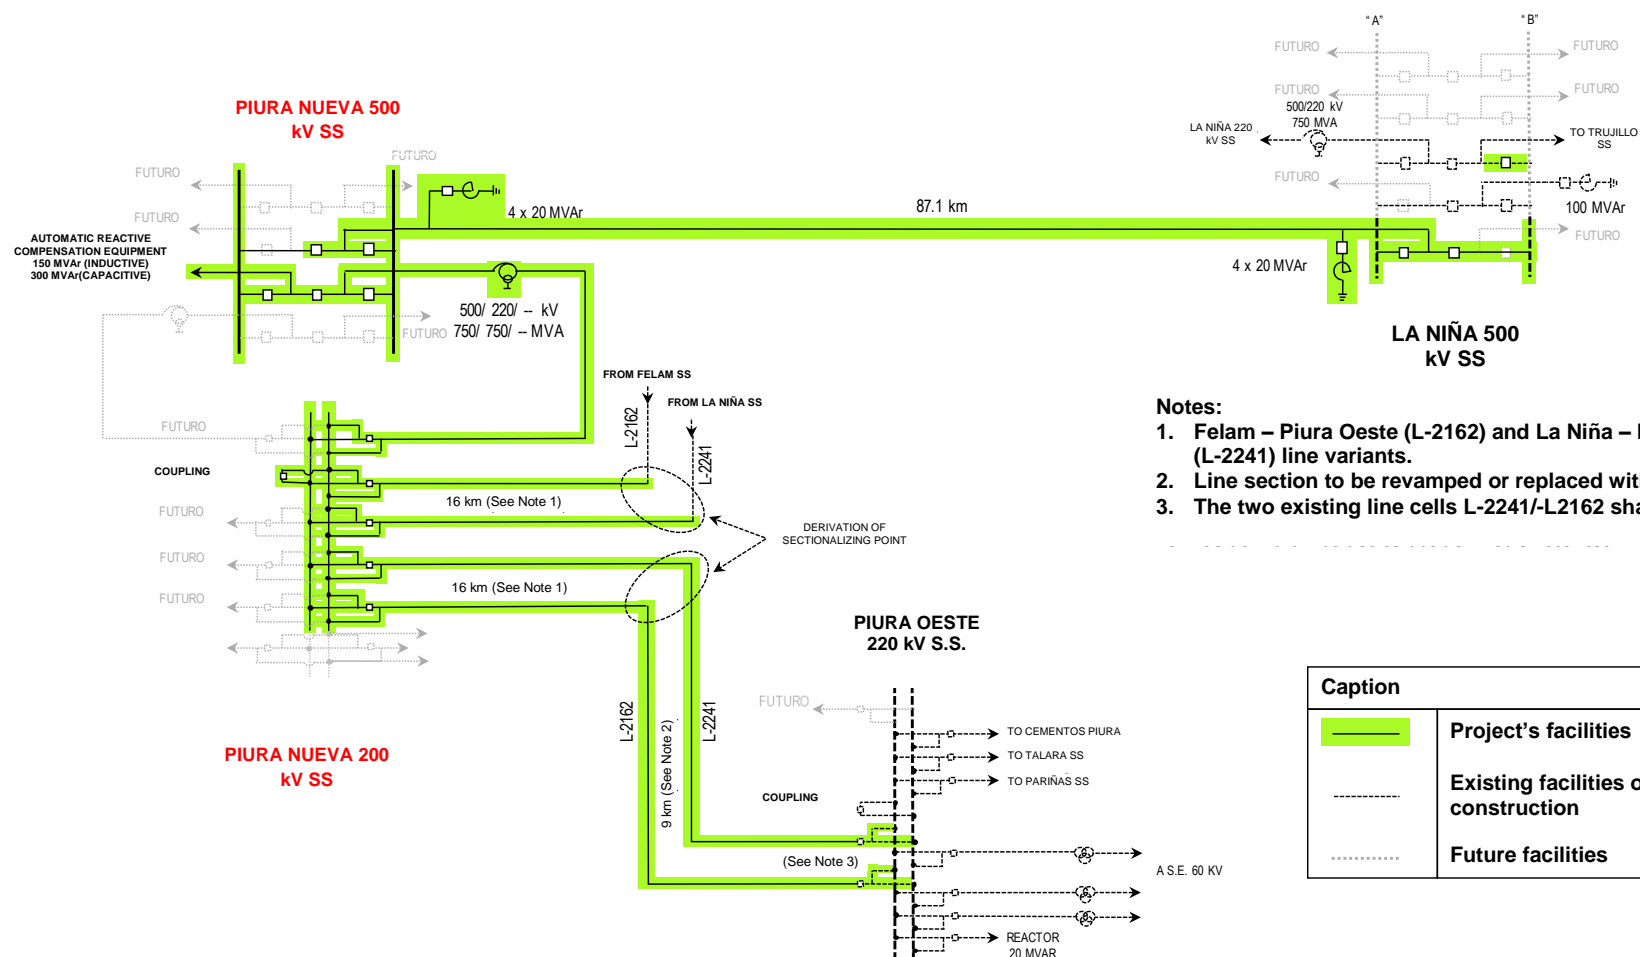 "A"
"B"
FUTURO
FUTURO
PIURA NUEVA 500
kV SS
FUTURO
FUTURO
500/220 kV
750 MVA
LA NIÑA 220
kV SS
TO TRUJILLO
SS
FUTURO
FUTURO
FUTURO
100 MVAr
FUTURO
4 x 20 MVAr
87.1 km
FUTURO
AUTOMATIC REACTIVE
COMPENSATION EQUIPMENT
150 MVAr (INDUCTIVE)
300 MVAr(CAPACITIVE)
4 x 20 MVAr
500/ 220/ -- kV
750/ 750/ -- MVA
FUTURO
LA NIÑA 500
kV SS
FROM FELAM SS
FROM LA NIÑA SS
L-2162
L-2241
FUTURO
COUPLING
16 km (See Note 1)
FUTURO
DERIVATION OF
SECTIONALIZING POINT
FUTURO
16 km (See Note 1)
FUTURO
Notes:
1. Felam – Piura Oeste (L-2162) and La Niña –
(L-2241) line variants.
2. Line section to be revamped or replaced
3. The two existing line cells L-2241/-L2162
PIURA OESTE
220 kV S.S.
PIURA NUEVA 200
kV SS
L-2162
9 km (See Note 2)
L-2241
FUTURO
TO CEMENTOS PIURA
TO TALARA SS
TO PARIÑAS SS
COUPLING
(See Note 3)
A S.E. 60 KV
REACTOR
20 MVAR
Caption
Project's facilities
Existing facilities
construction
Future facilities